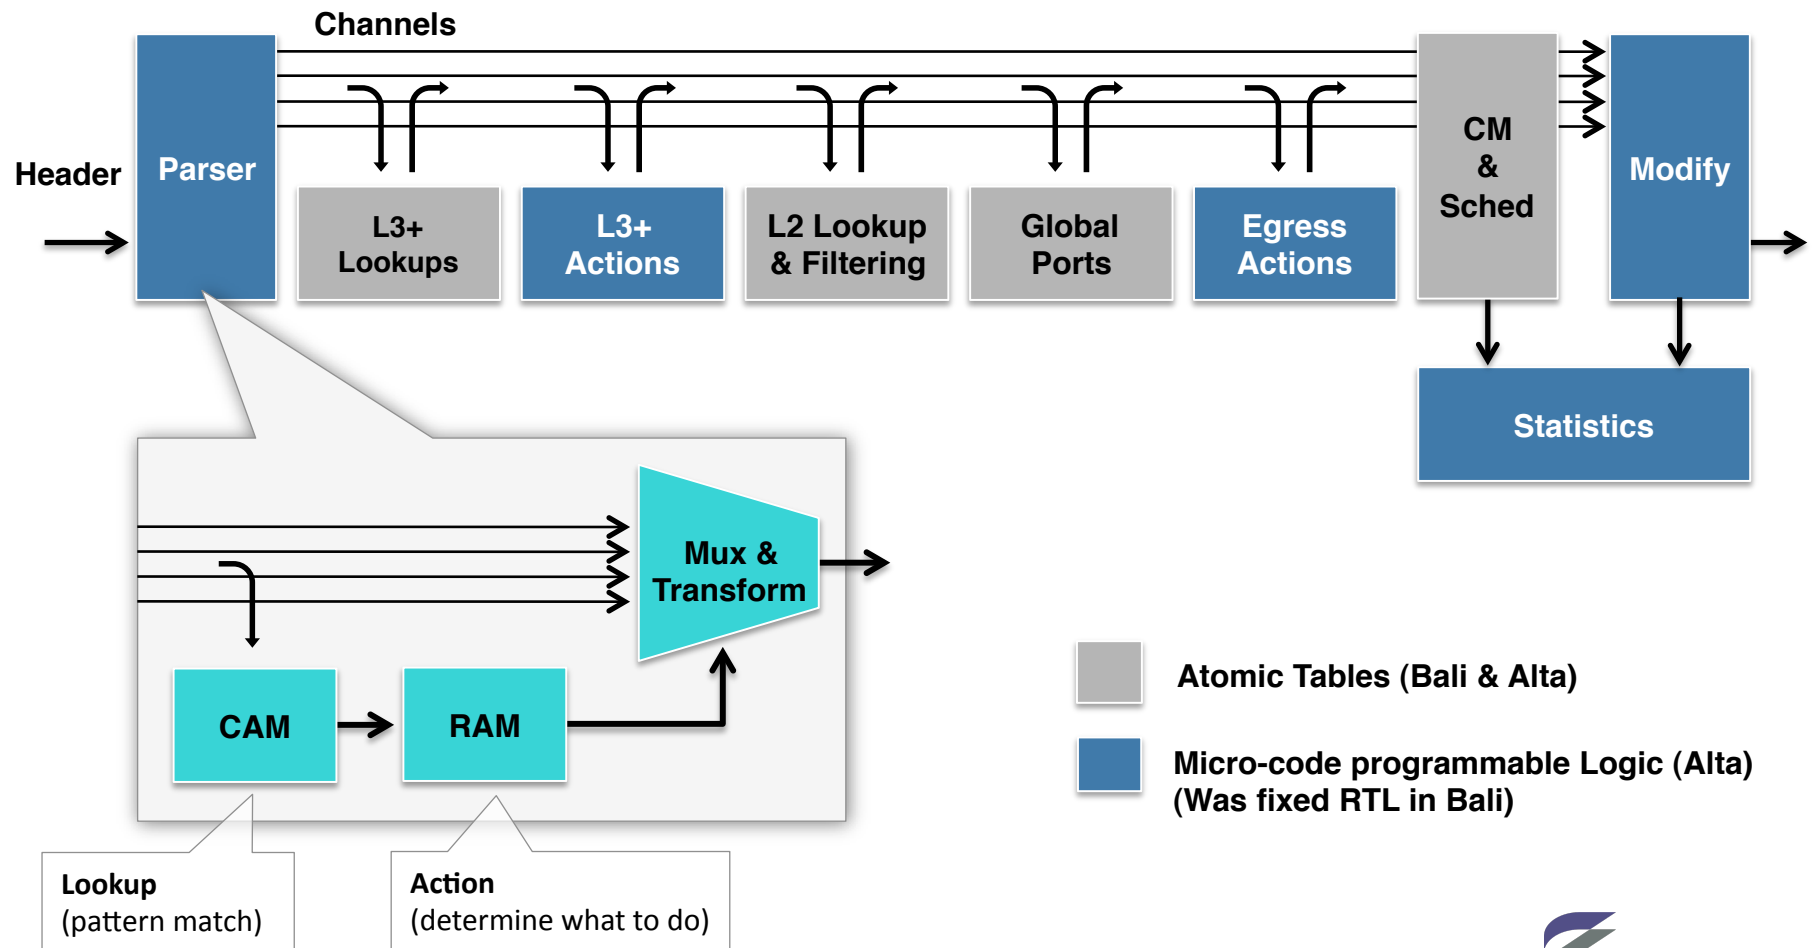 Channels
Header
Parser
L3+
Lookups
L3+
Actions
L2 Lookup
& Filtering
Global
Ports
Egress
Actions
CM
&
Sched
Modify
Statistics
Mux &
Transform
CAM
RAM
Lookup
(pattern match)
Action
(determine what to do)
Atomic Tables (Bali & Alta)
Micro-code programmable Logic (Alta)
(Was fixed RTL in Bali)